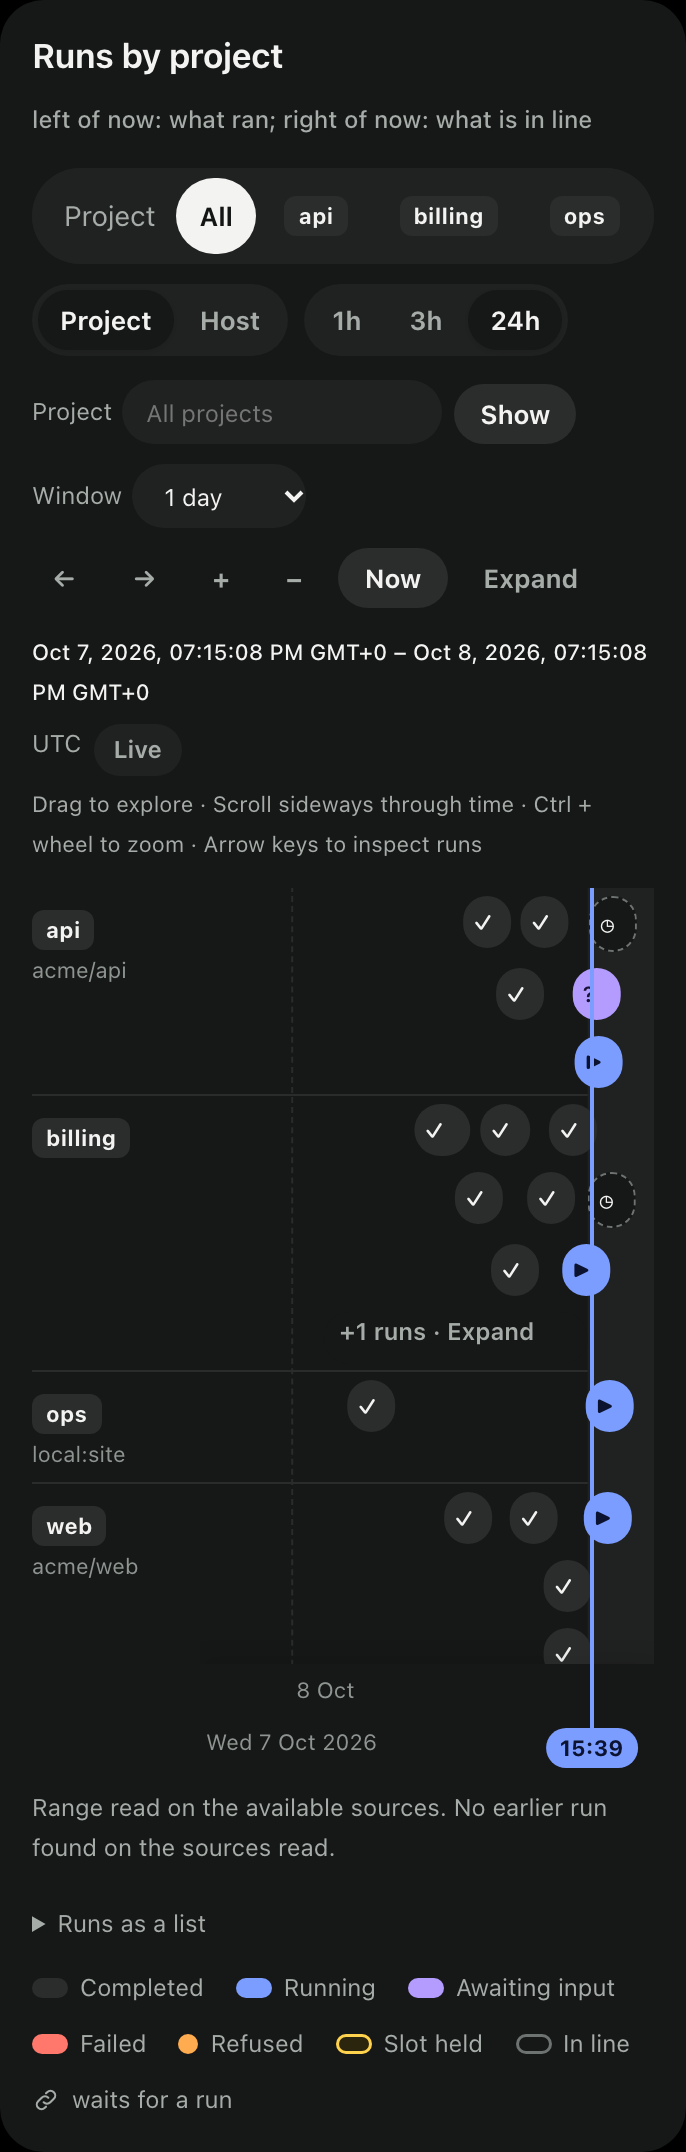 Runs by project
left of now: what ran; right of now: what is in line
Project All api billing ops
Project Host 1h 3h 24h
Project All projects Show
Window 1 day
← → + − Now Expand
Oct 7, 2026, 07:15:08 PM GMT+0 – Oct 8, 2026, 07:15:08
PM GMT+0
UTC Live
Drag to explore · Scroll sideways through time · Ctrl +
wheel to zoom · Arrow keys to inspect runs
api
acme/api
?
billing
+1 runs · Expand
ops
local:site
web
acme/web
8 Oct
Wed 7 Oct 2026
15:39
Range read on the available sources. No earlier run
found on the sources read.
Runs as a list
Completed Running Awaiting input
Failed Refused Slot held In line
waits for a run